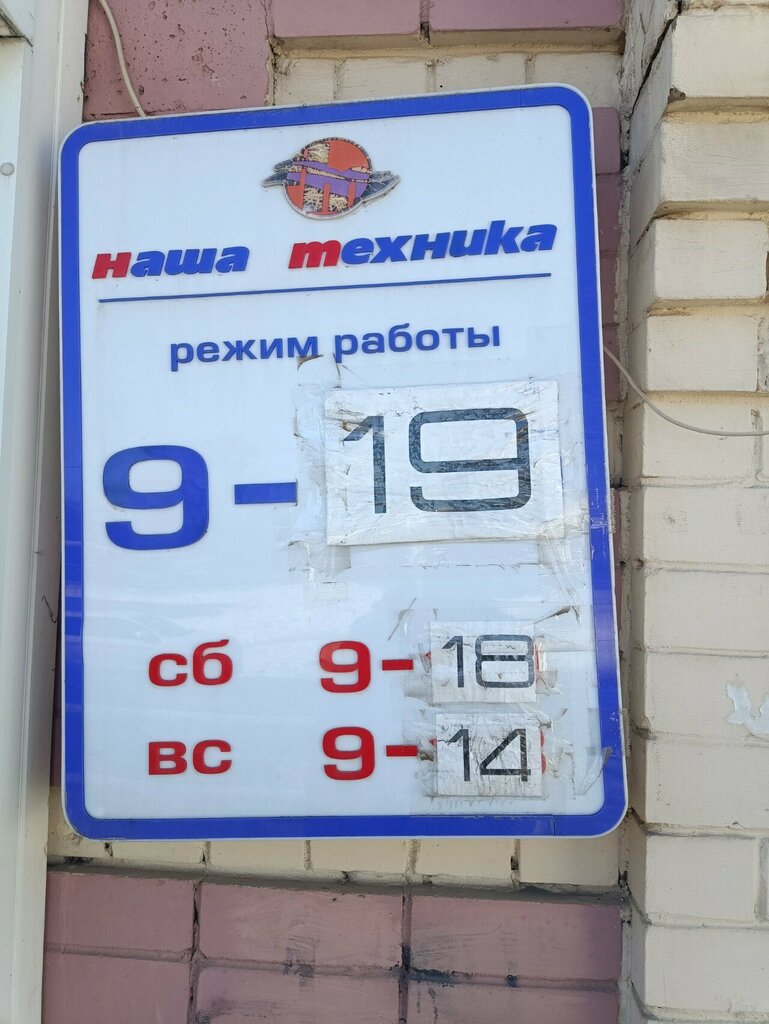 наша техника
режим работы
9-19
сб 9-18
вс 9-14